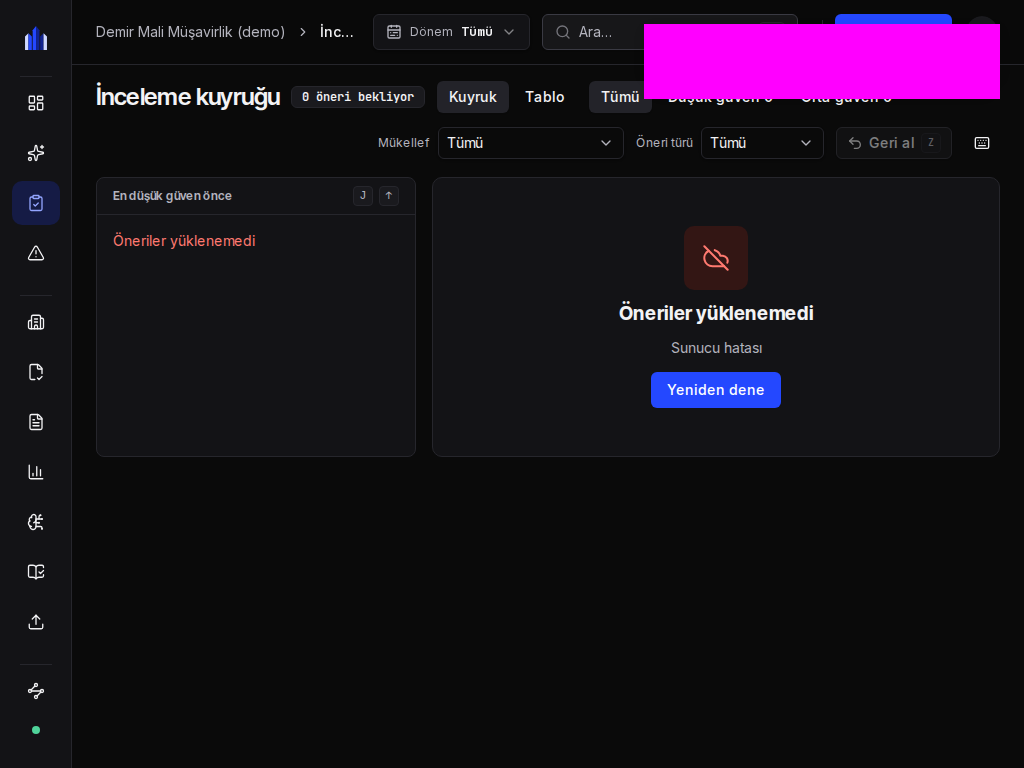 Demir Mali Müşavirlik (demo) > İnc... Dönem Tümü Ara...
İnceleme kuyruğu 0 öneri bekliyor Kuyruk Tablo Tümü
Mükellef Tümü Öneri türü Tümü Geri al Z
En düşük güven önce J ↑
Öneriler yüklenemedi
Öneriler yüklenemedi
Sunucu hatası
Yeniden dene